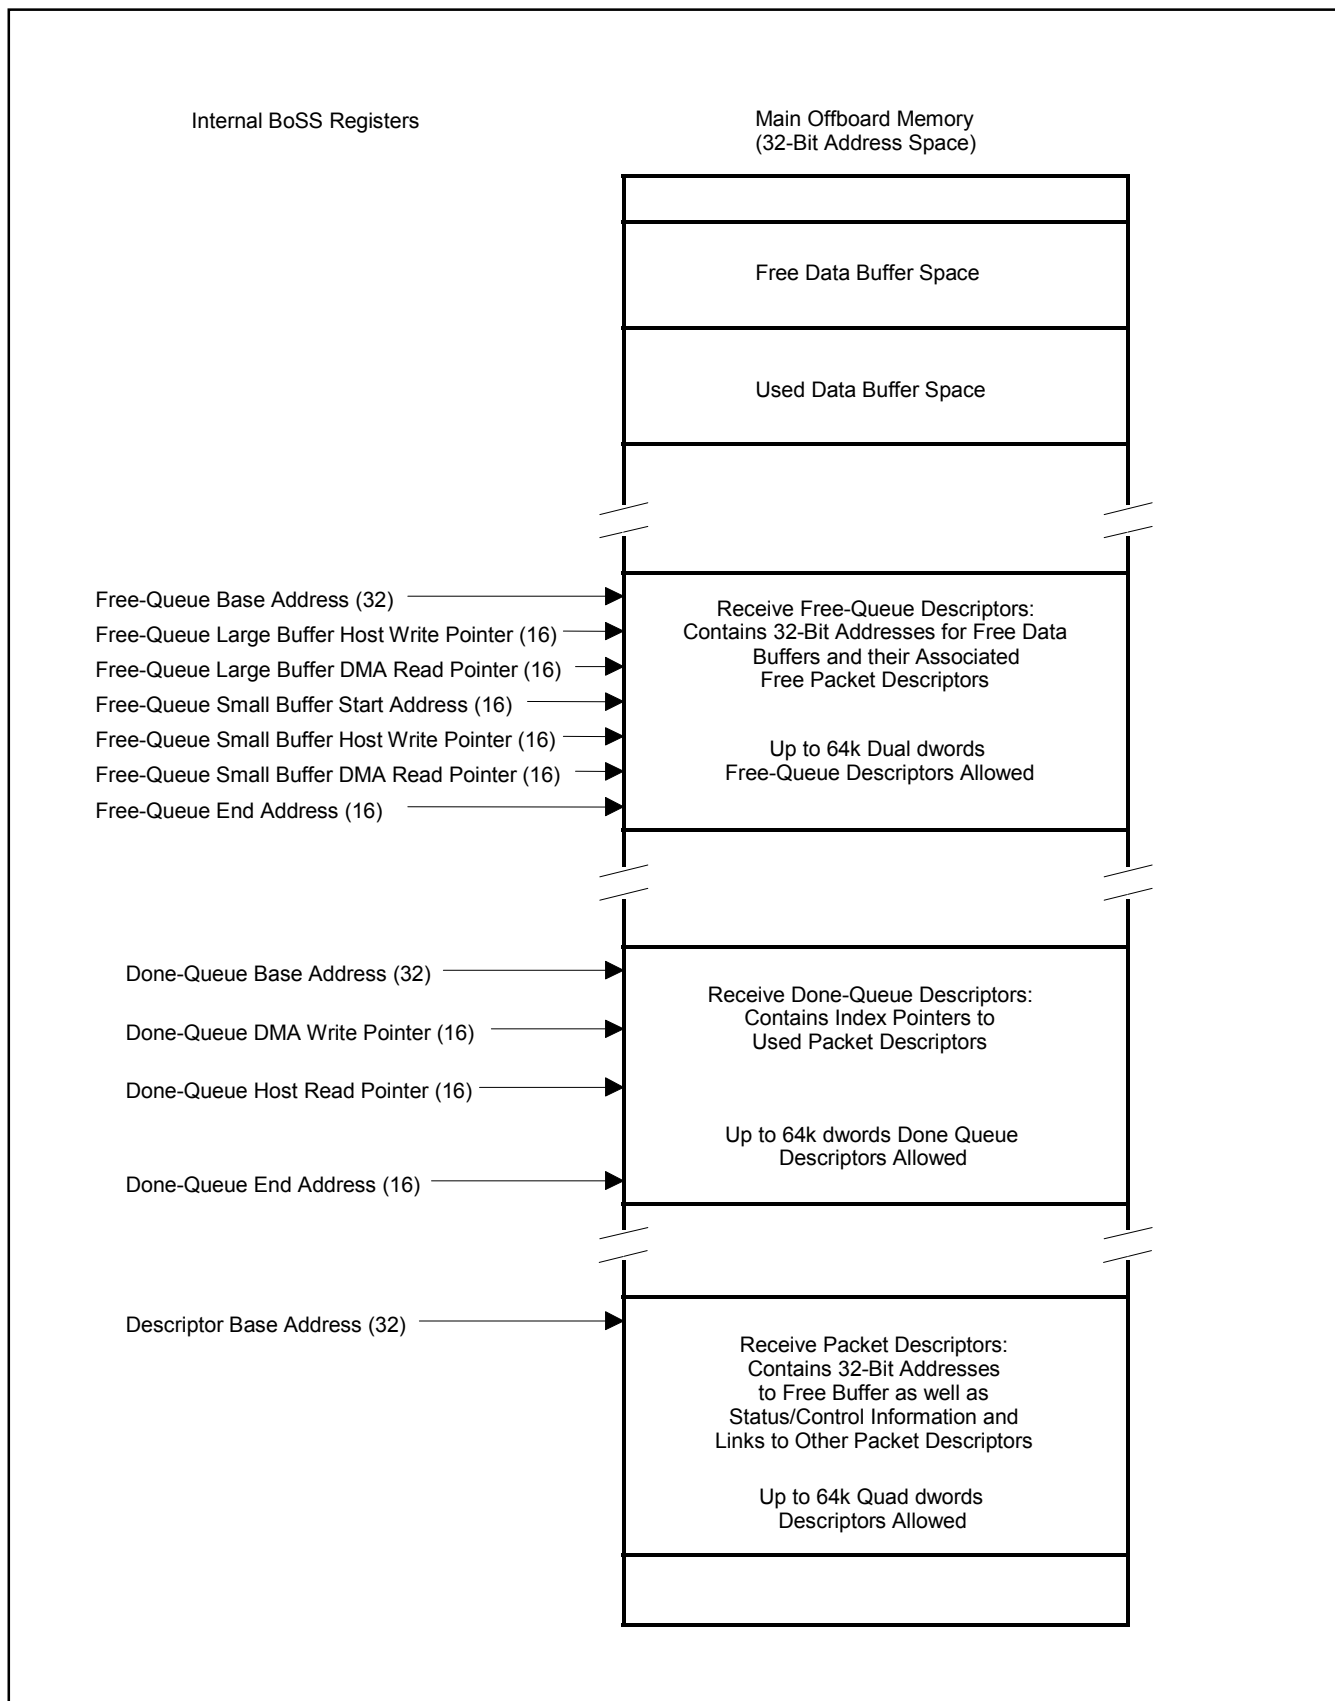 Internal BoSS Registers
Main Offboard Memory
(32-Bit Address Space)
Free Data Buffer Space
Used Data Buffer Space
Free-Queue Base Address (32)
Free-Queue Large Buffer Host Write Pointer (16)
Free-Queue Large Buffer DMA Read Pointer (16)
Free-Queue Small Buffer Start Address (16)
Free-Queue Small Buffer Host Write Pointer (16)
Free-Queue Small Buffer DMA Read Pointer (16)
Free-Queue End Address (16)
Receive Free-Queue Descriptors:
Contains 32-Bit Addresses for Free Data
Buffers and their Associated
Free Packet Descriptors
Up to 64k Dual dwords
Free-Queue Descriptors Allowed
Done-Queue Base Address (32)
Done-Queue DMA Write Pointer (16)
Done-Queue Host Read Pointer (16)
Done-Queue End Address (16)
Receive Done-Queue Descriptors:
Contains Index Pointers to
Used Packet Descriptors
Up to 64k dwords Done Queue
Descriptors Allowed
Descriptor Base Address (32)
Receive Packet Descriptors:
Contains 32-Bit Addresses
to Free Buffer as well as
Status/Control Information and
Links to Other Packet Descriptors
Up to 64k Quad dwords
Descriptors Allowed